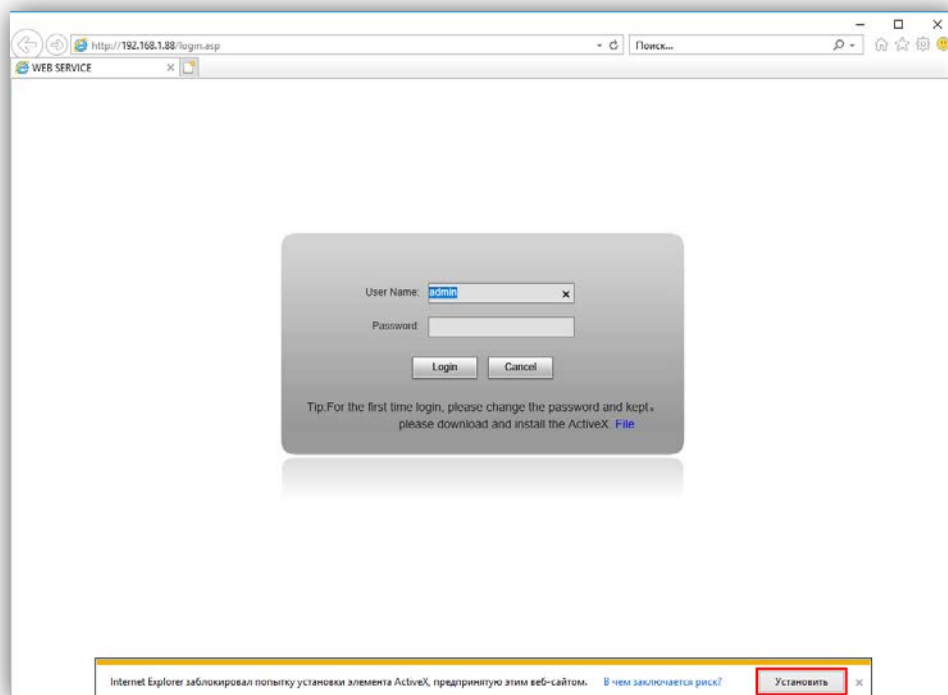 http://192.168.1.88/login.asp
Поиск...
WEB SERVICE
User Name:
admin
Password
Login
Cancel
Tip.For the first time login, please change the password and kept。
please download and install the ActiveX. File
Internet Explorer заблокировал попытку установки элемента ActiveX, предпринятую этим веб-сайтом.
В чем заключается риск?
Установить